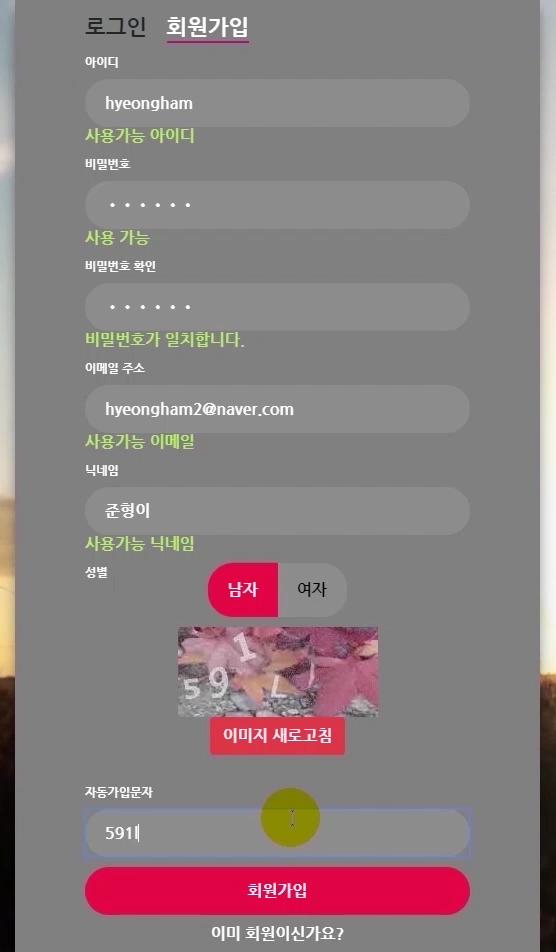 로그인 회원가입
아이디
hyeongham
사용가능 아이디
비밀번호
••••••
사용 가능
비밀번호 확인
••••••
비밀번호가 일치합니다.
이메일 주소
hyeongham2@naver.com
사용가능 이메일
닉네임
준형이
사용가능 닉네임
성별
남자 여자
591L
이미지 새로고침
자동가입문자
591l
회원가입
이미 회원이신가요?